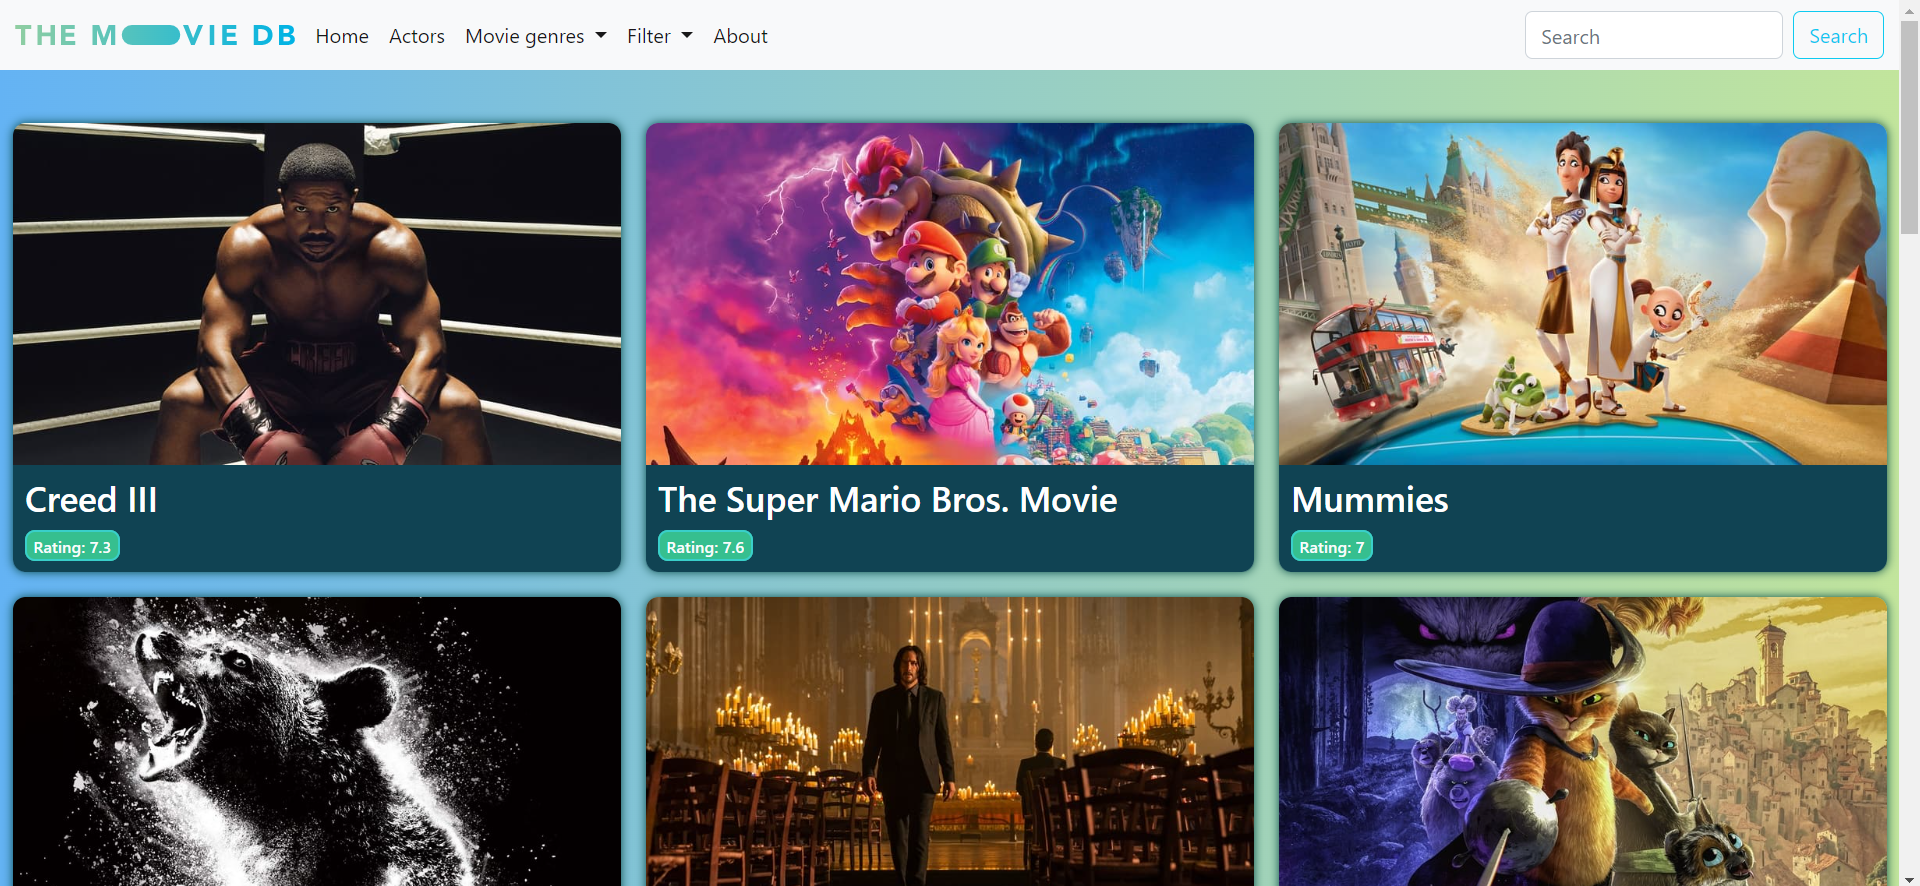 THE MOVIE DB Home Actors Movie genres Filter About Search Search
Creed III
Rating: 7.3
The Super Mario Bros. Movie
Rating: 7.6
Mummies
Rating: 7